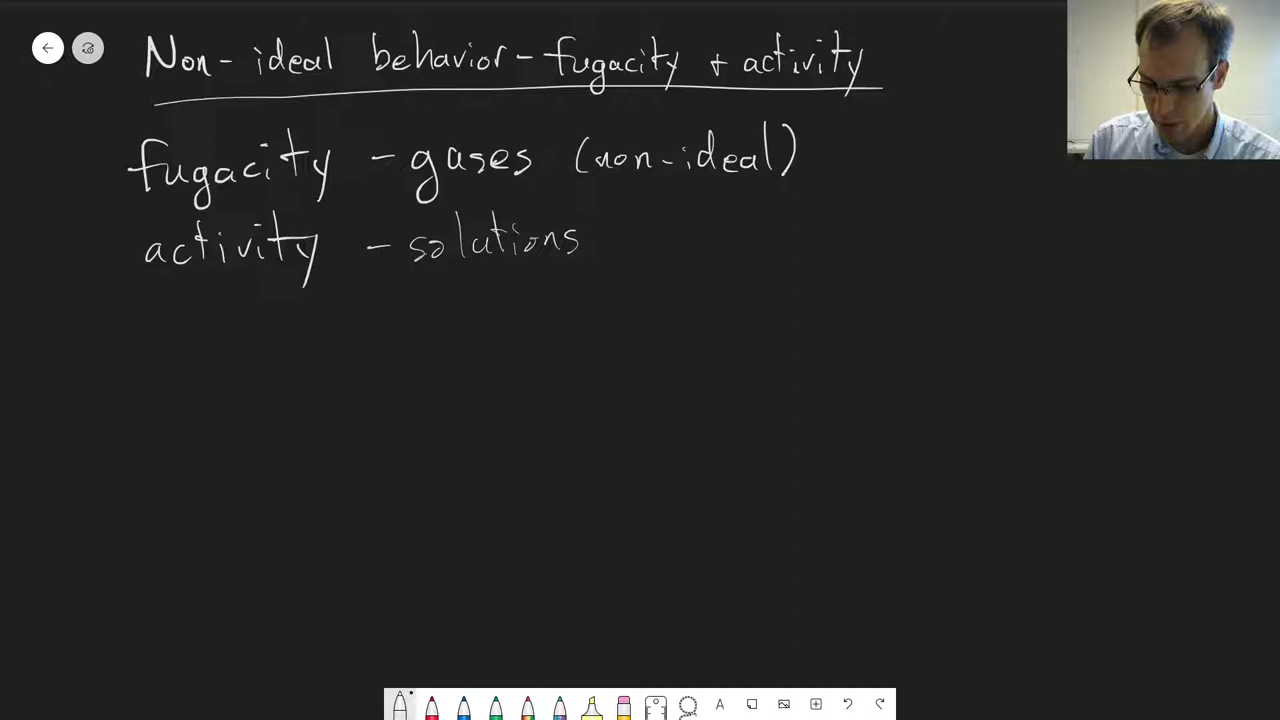 Non-ideal behavior - fugacity + activity
fugacity - gases (non-ideal)
activity - solutions
A